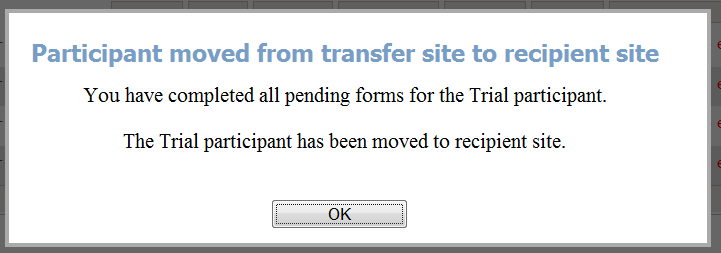 Participant moved from transfer site to recipient site
You have completed all pending forms for the Trial participant.
The Trial participant has been moved to recipient site.
OK